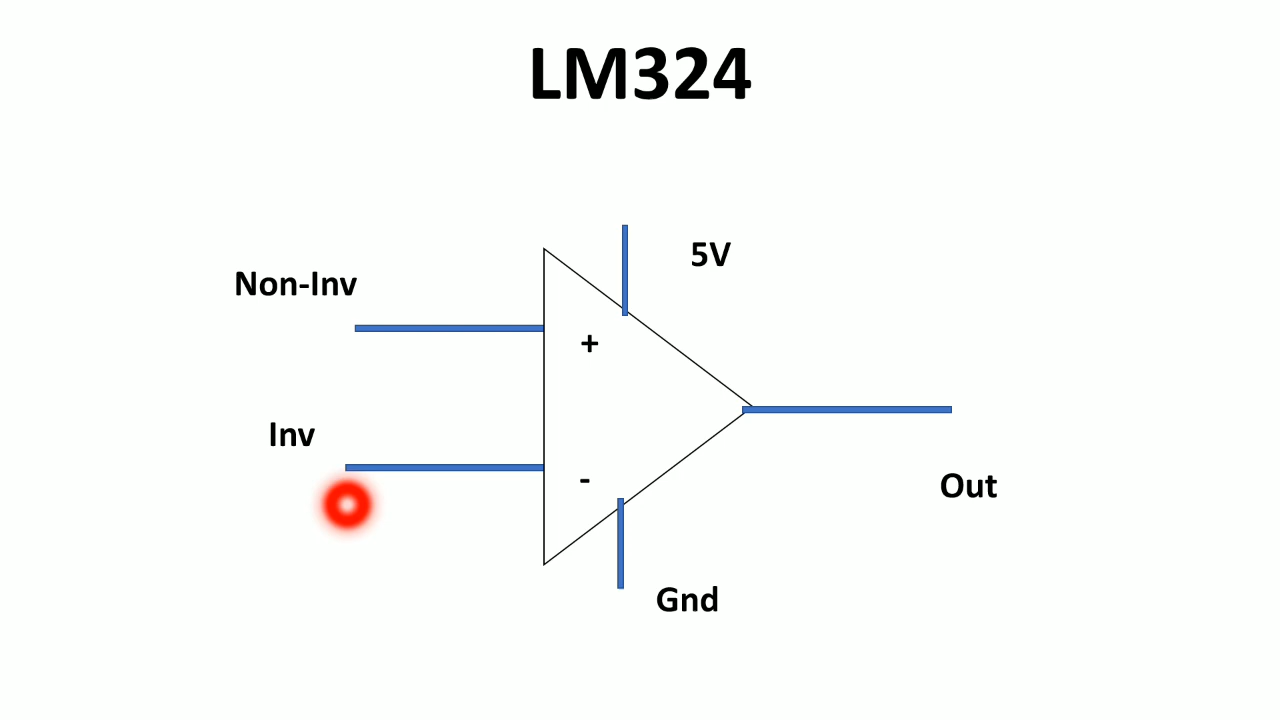 LM324
5V
Non-Inv
+
Inv
-
Out
Gnd